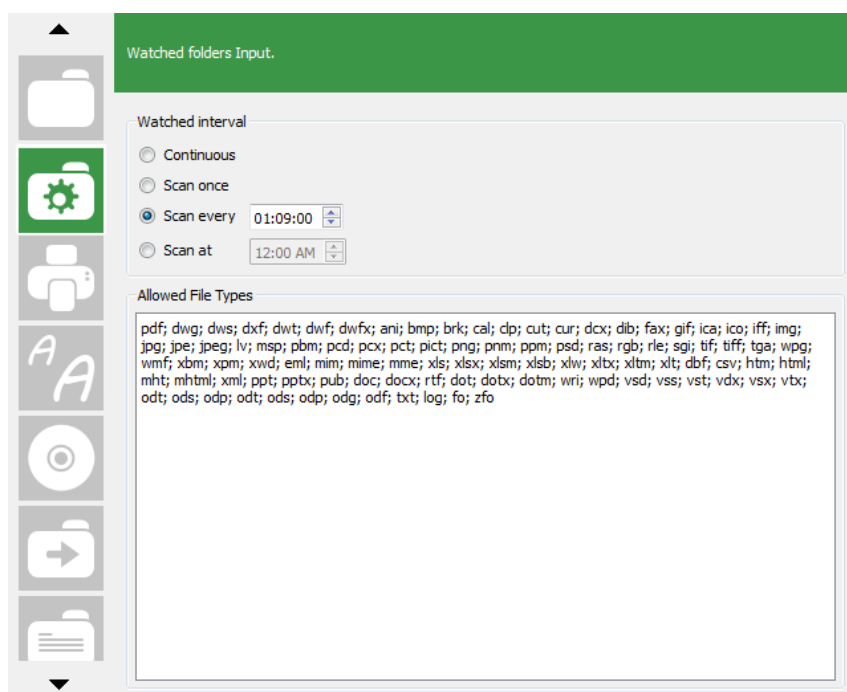 Watched folders Input.
Watched interval
Continuous
Scan once
Scan every 01:09:00
Scan at 12:00 AM
Allowed File Types
pdf; dwg; dws; dxf; dwt; dwf; dwfx; ani; bmp; brk; cal; clp; cut; cur; dcx; dib; fax; gif; ica; ico; iff; img;
jpg; jpe; jpeg; lv; msp; pbm; pcd; pcx; pct; pict; png; pnm; ppm; psd; ras; rgb; rle; sgi; tif; tiff; tga; wpg;
wmf; xbm; xpm; xwd; eml; mim; mime; mme; xls; xlsx; xlsm; xlsb; xlw; xltx; xltm; xlt; dbf; csv; htm; html;
mht; mhtml; xml; ppt; pptx; pub; doc; docx; rtf; dot; dotx; dotm; wri; wpd; vsd; vss; vst; vdx; vsx; vtx;
odt; ods; odp; odt; ods; odp; odg; odf; txt; log; fo; zfo
A A